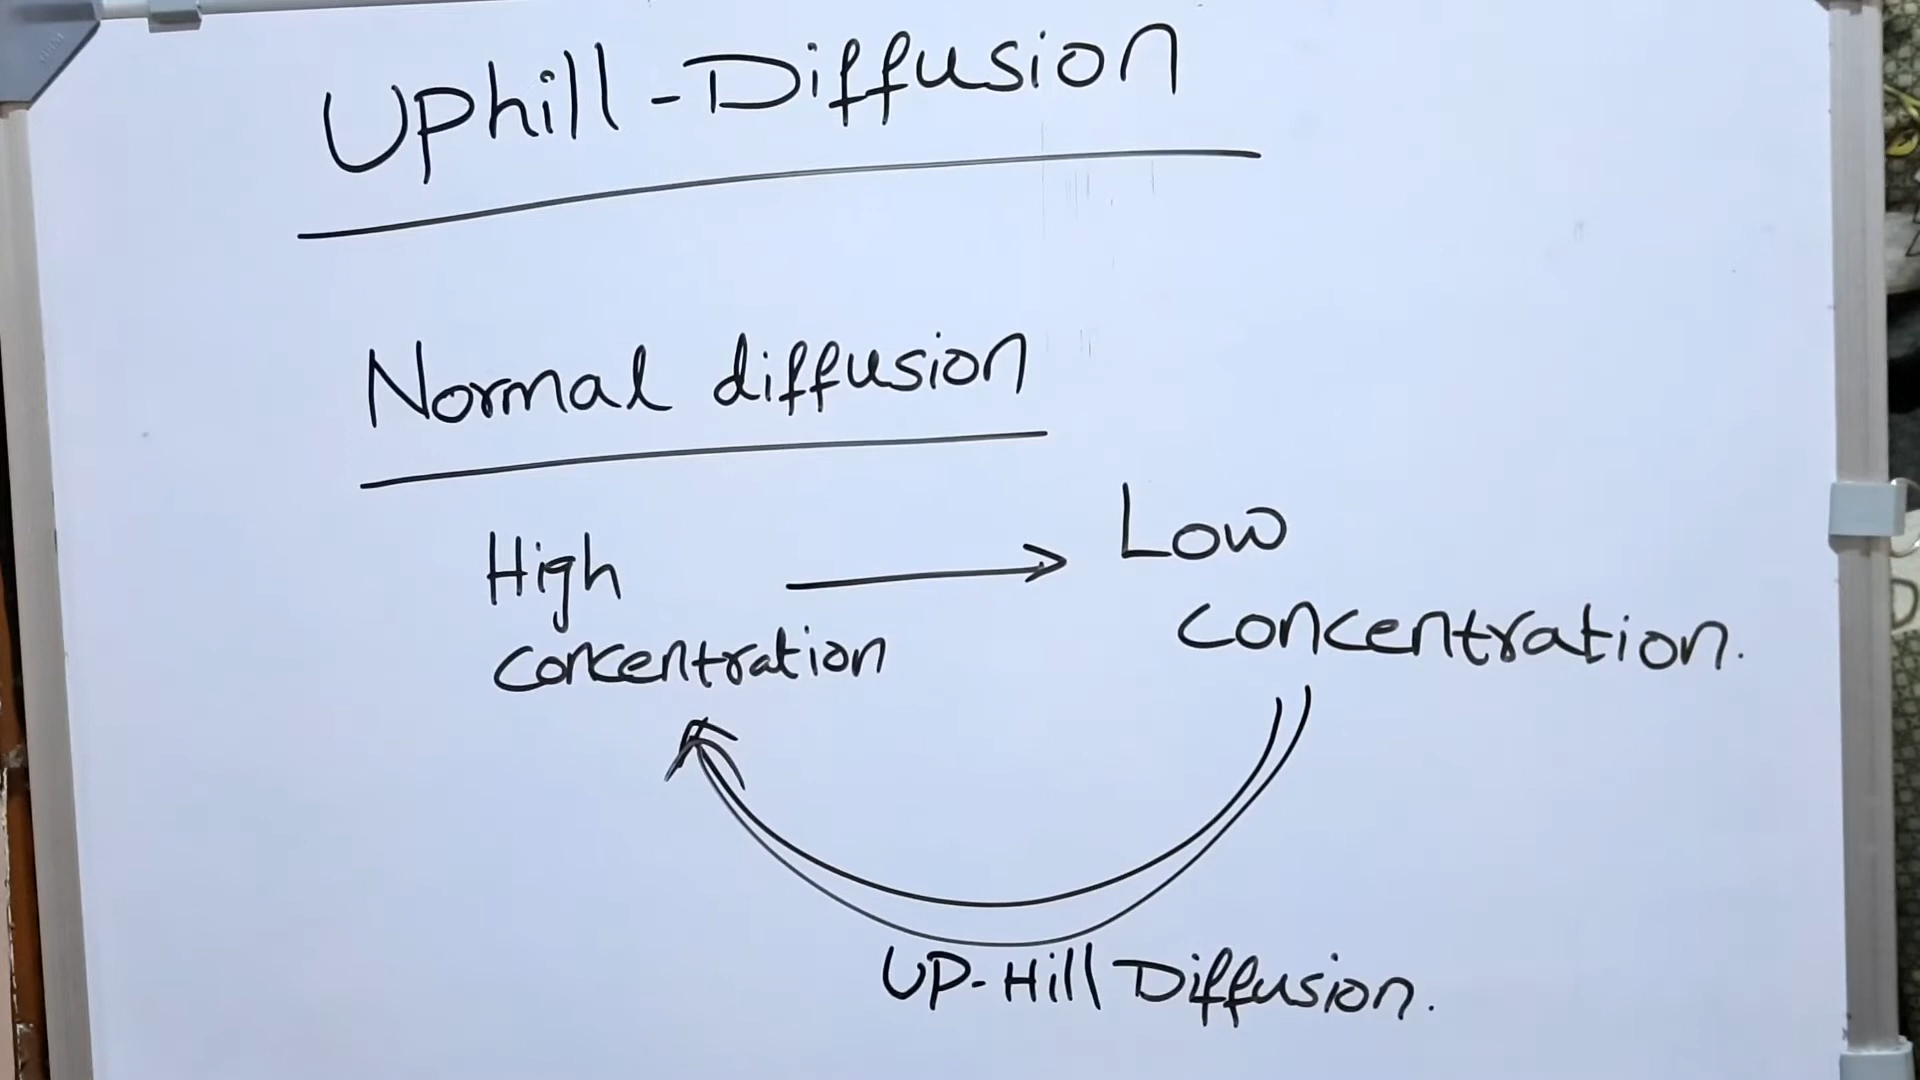 Uphill-Diffusion
Normal diffusion
High
concentration
Low
concentration.
UP-Hill Diffusion.